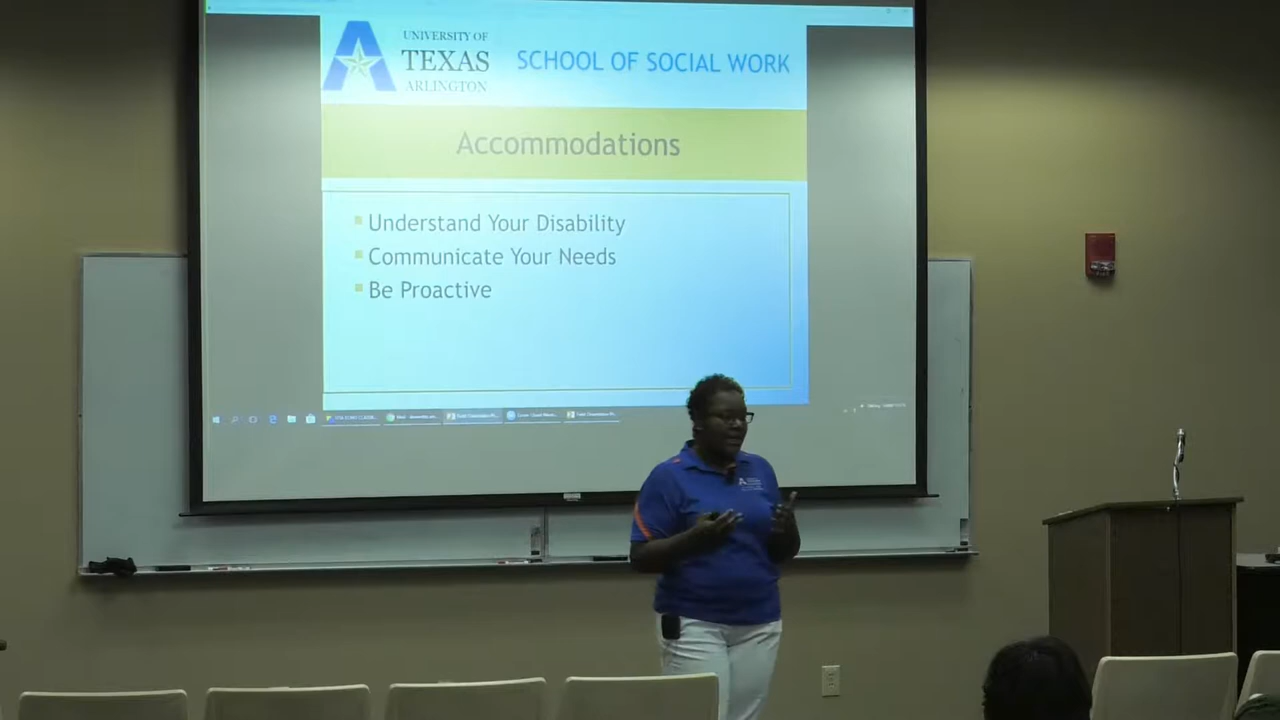 UNIVERSITY OF
TEXAS
ARLINGTON
SCHOOL OF SOCIAL WORK
Accommodations
Understand Your Disability
Communicate Your Needs
Be Proactive